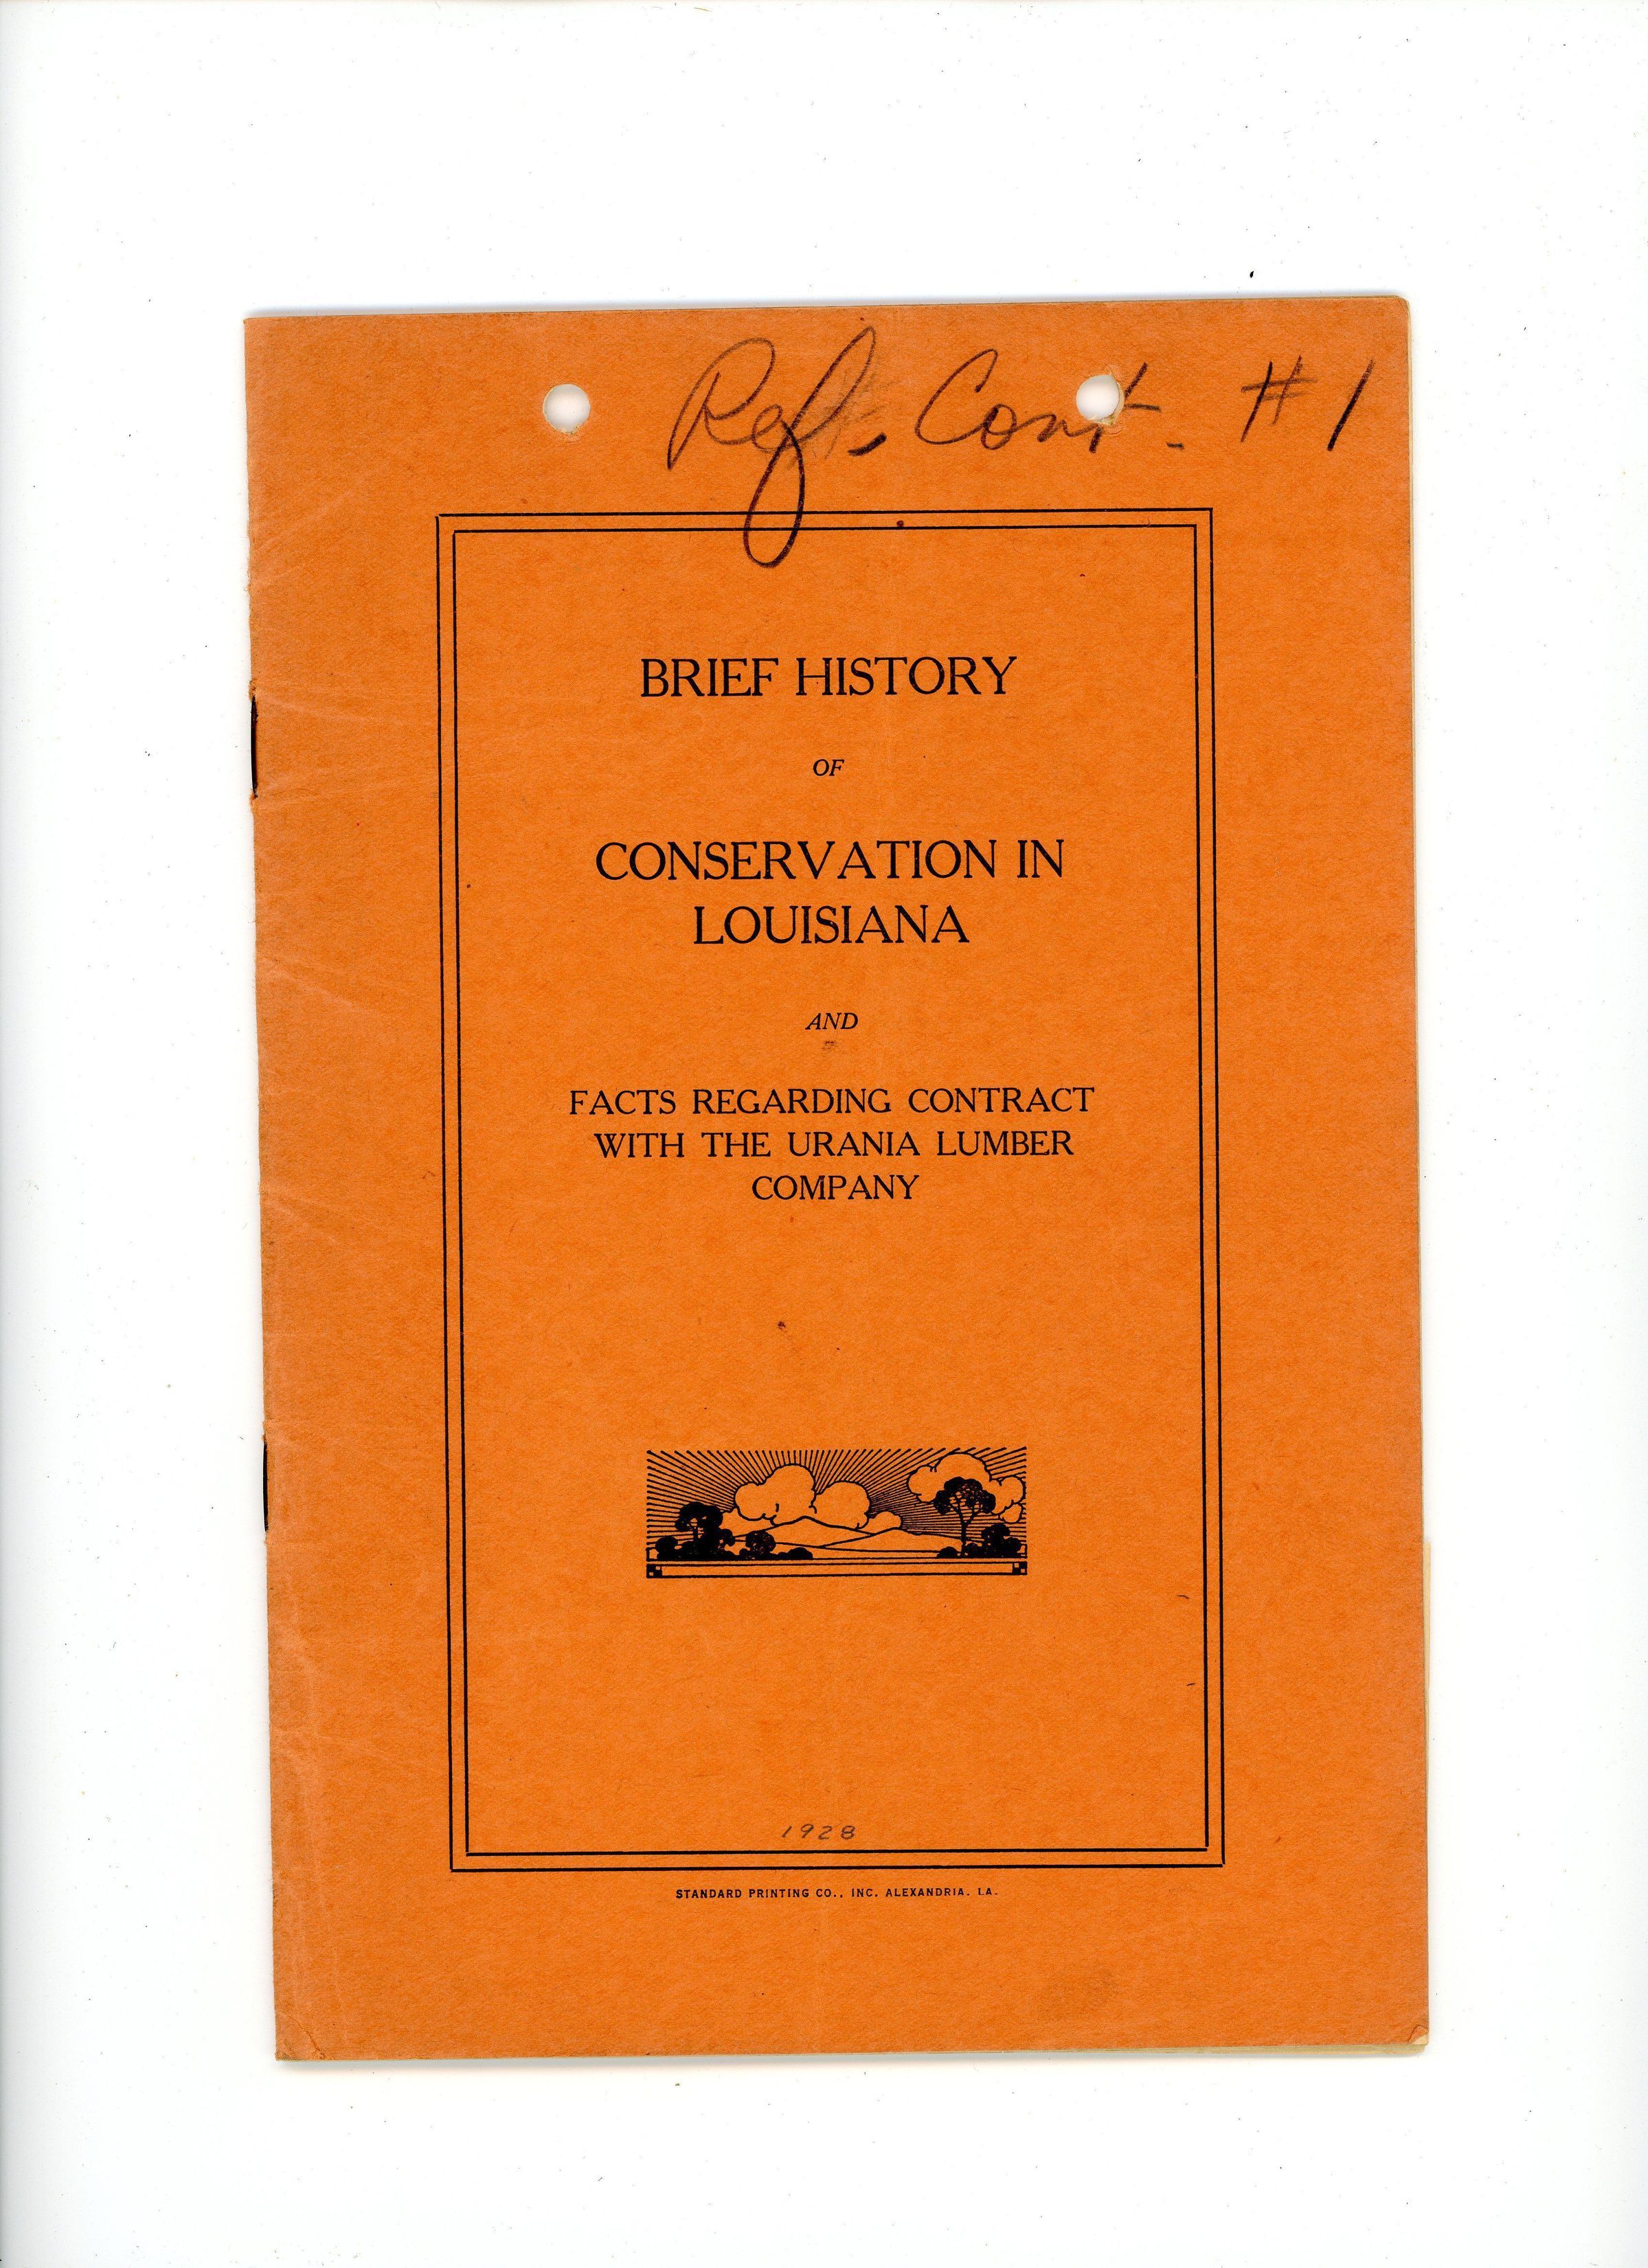 Ref. Cont. #1
BRIEF HISTORY
OF
CONSERVATION IN
LOUISIANA
AND
FACTS REGARDING CONTRACT
WITH THE URANIA LUMBER
COMPANY
1928
STANDARD PRINTING CO., INC. ALEXANDRIA. LA.